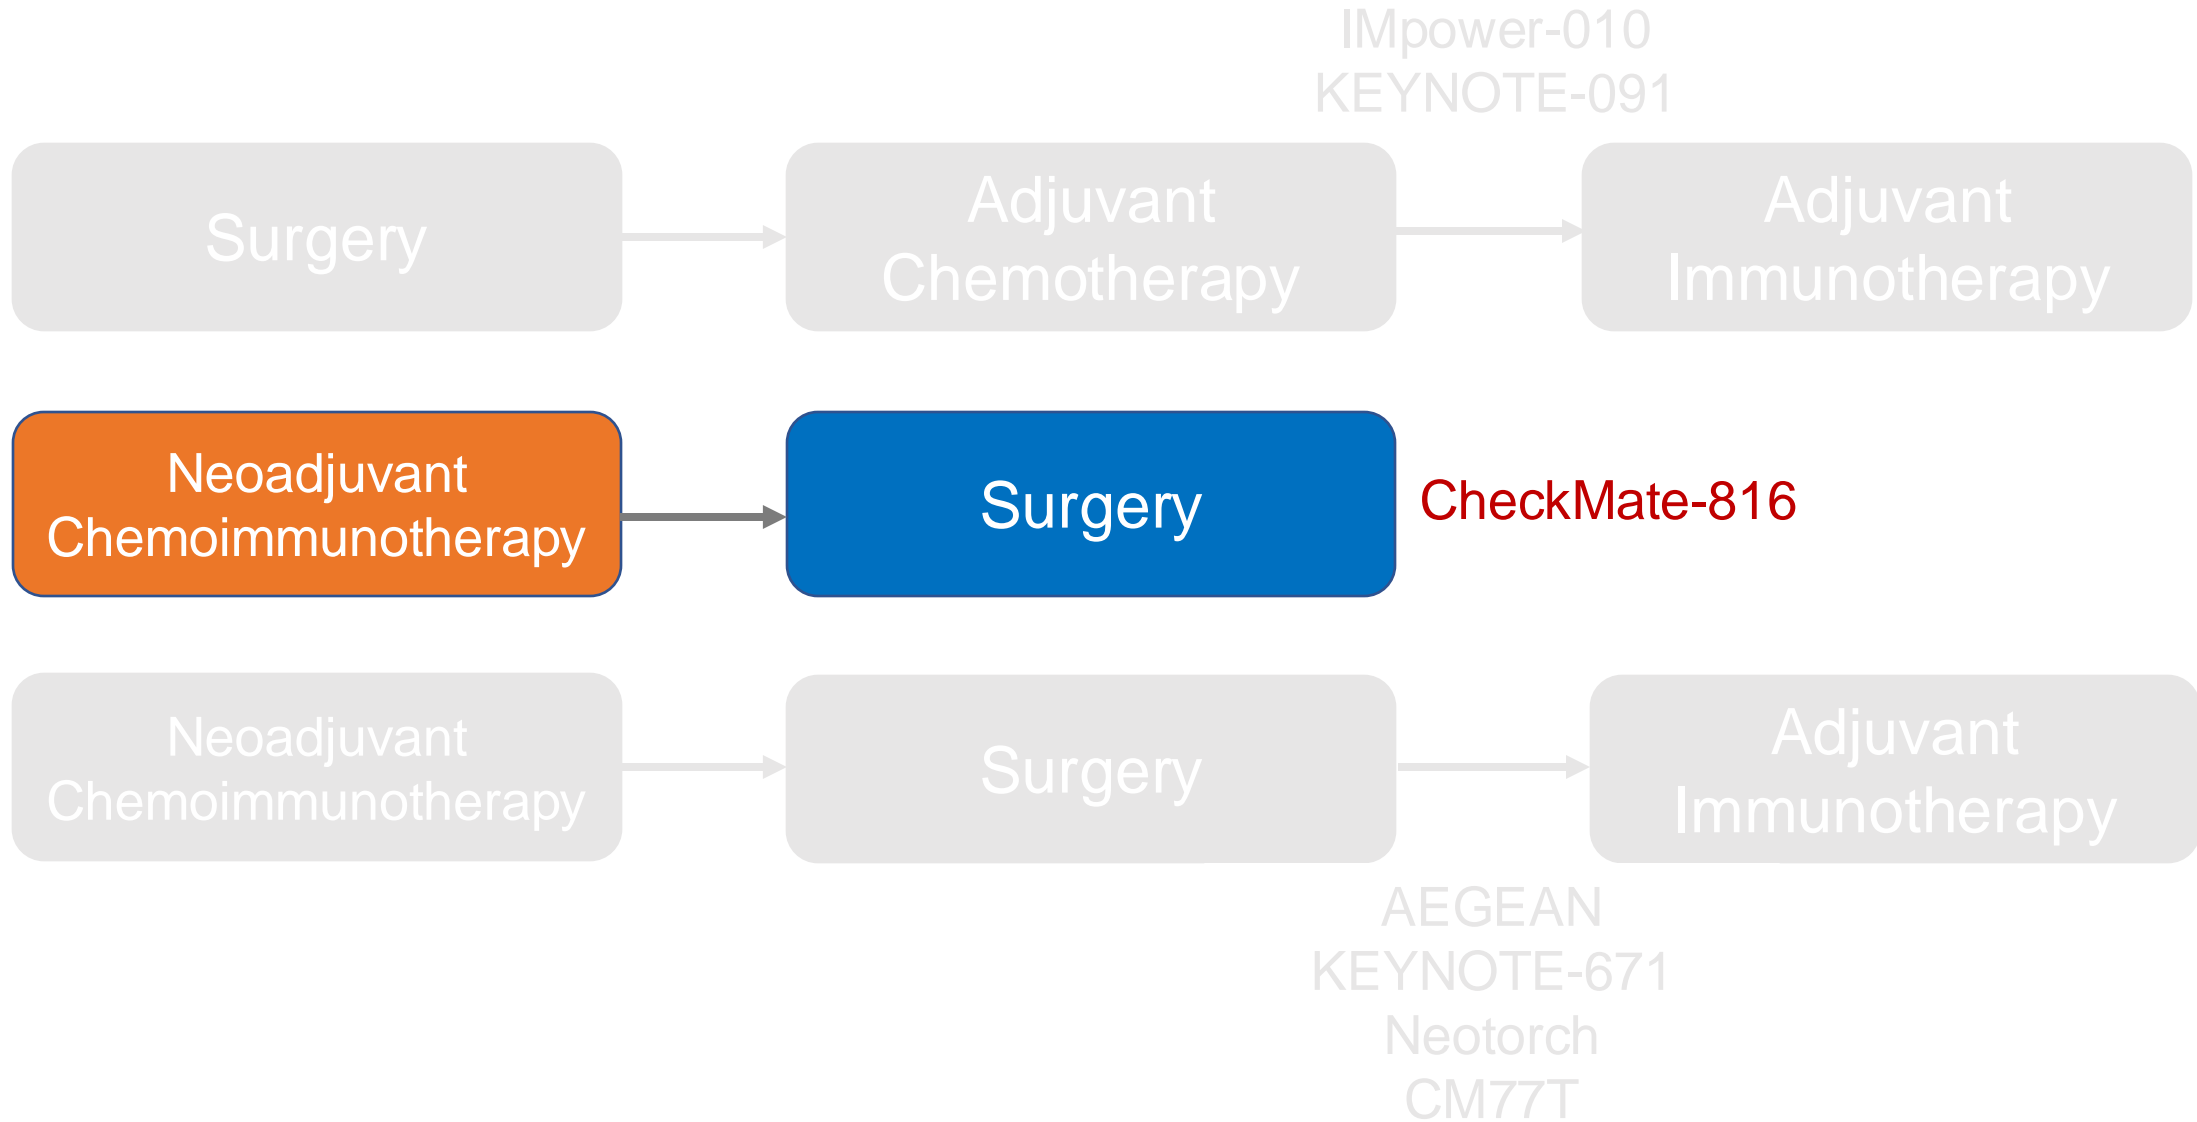 IMpower-010
KEYNOTE-091
Surgery
Adjuvant
Chemotherapy
Adjuvant
Immunotherapy
Neoadjuvant
Chemoimmunotherapy
Surgery
CheckMate-816
Neoadjuvant
Chemoimmunotherapy
Surgery
Adjuvant
Immunotherapy
AEGEAN
KEYNOTE-671
Neotorch
CM77T